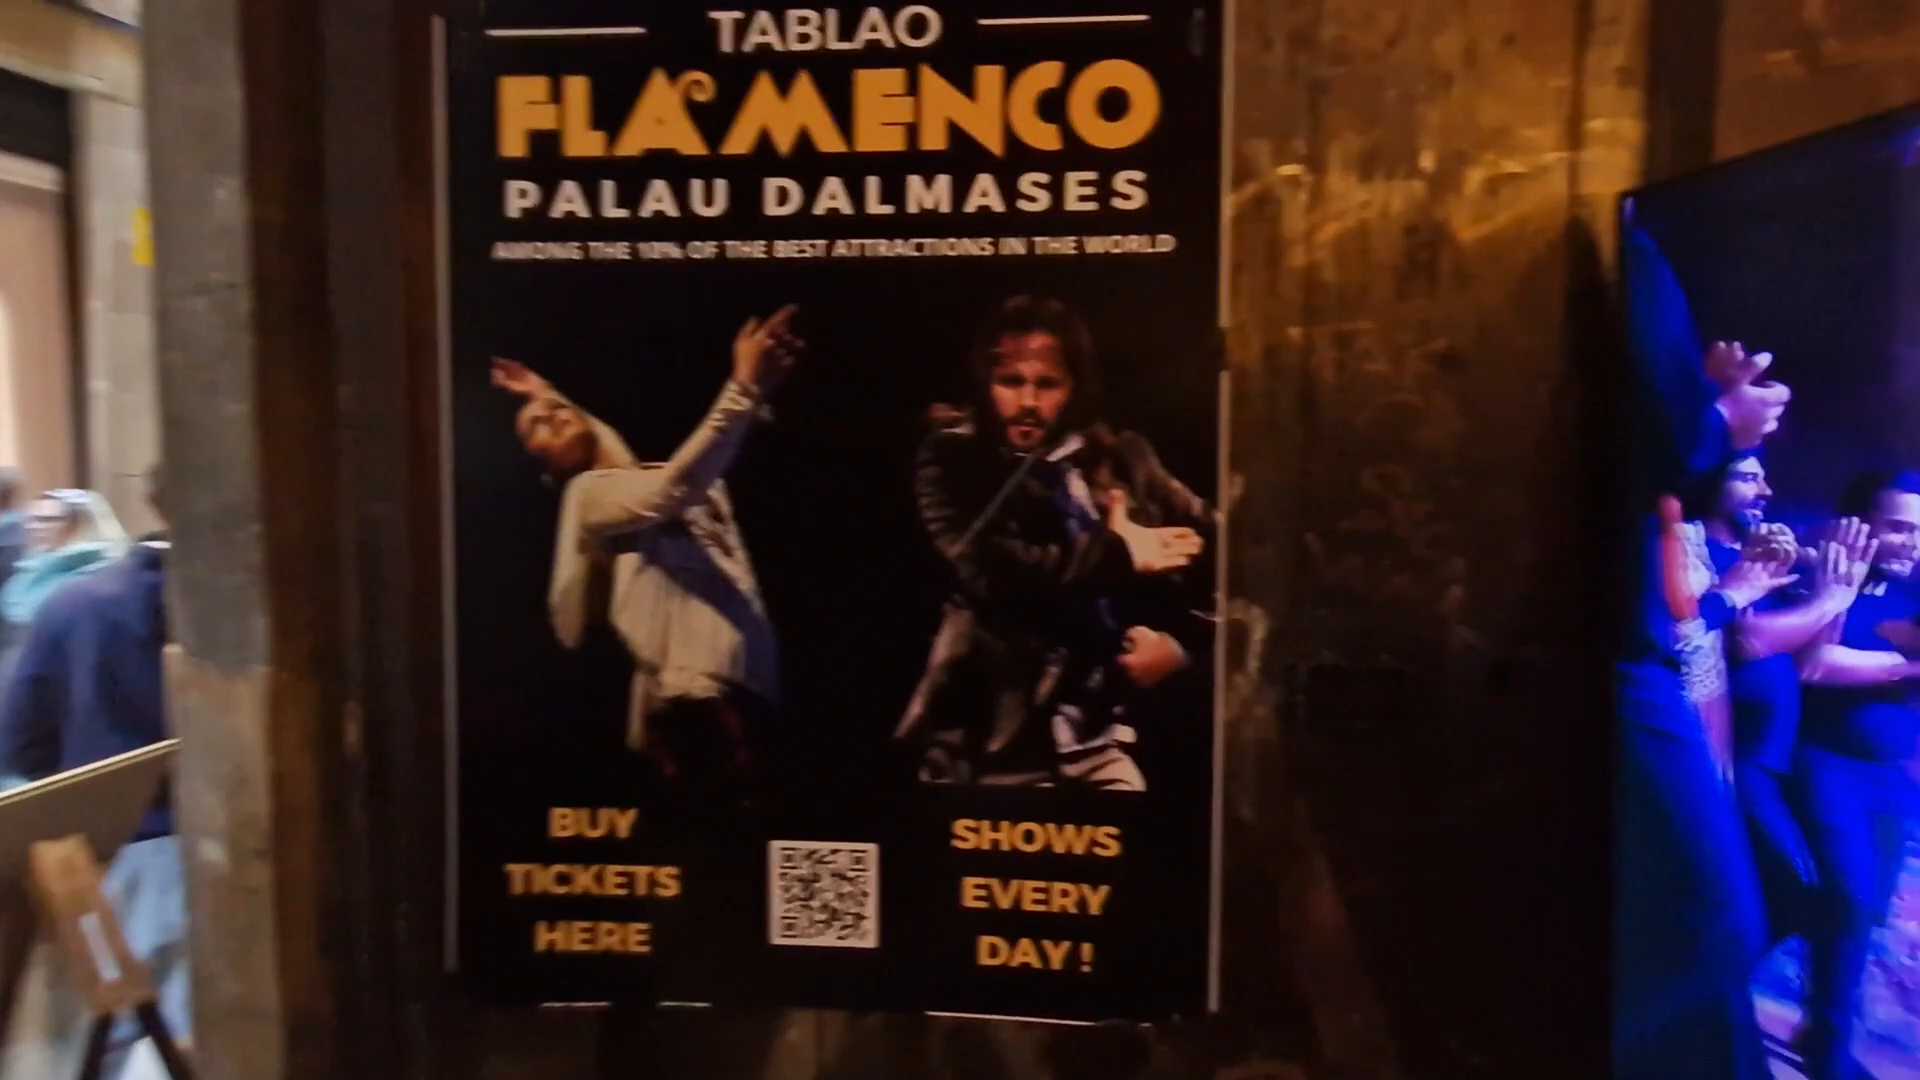 TABLAO
FLAMENCO
PALAU DALMASES
AMONG THE 10% OF THE BEST ATTRACTIONS IN THE WORLD
BUY
TICKETS
HERE
SHOWS
EVERY
DAY!